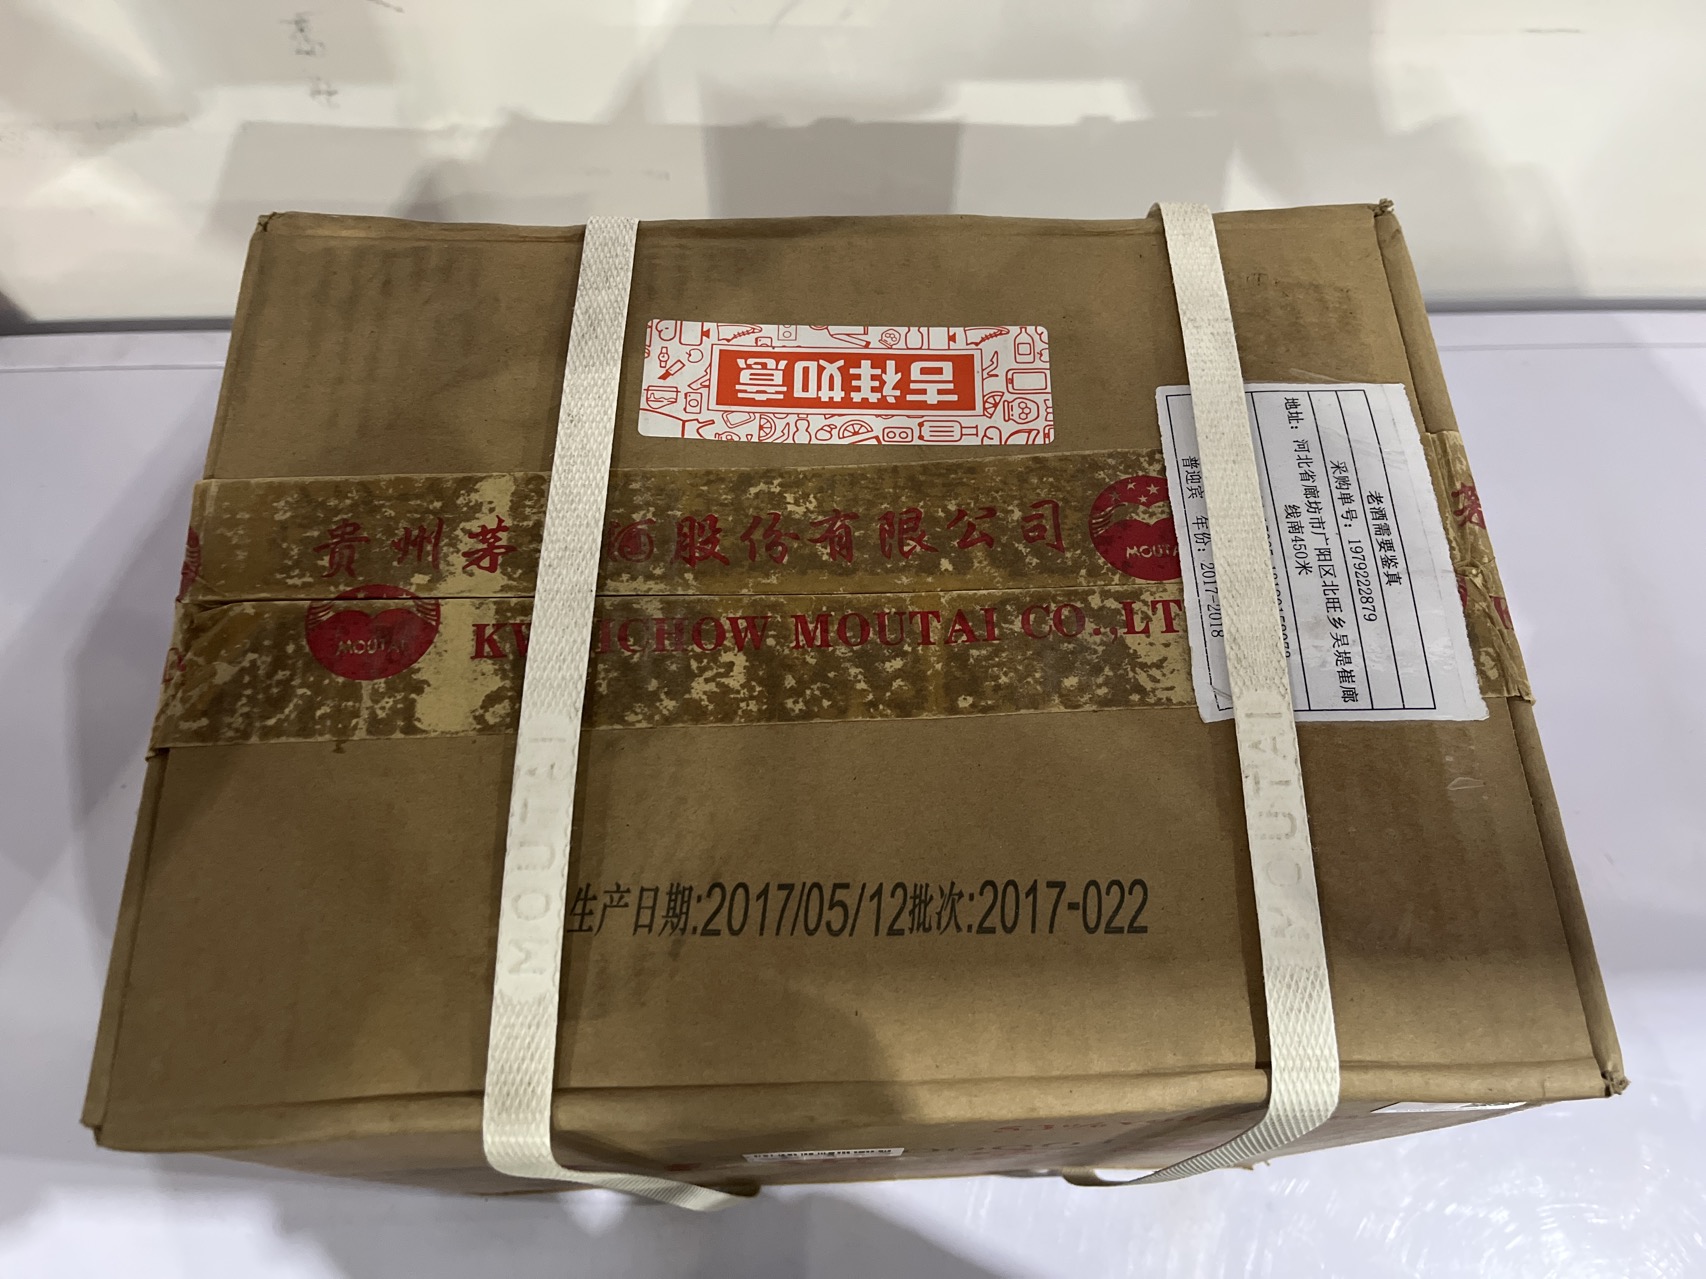 吉祥如意
贵州茅 酒股份有限公司
MOUTAI
MOUTAI
KW ICHOW MOUTAI CO.,LT
老酒需要鉴真
采购单号: 1979222879
地址: 河北省廊坊市广阳区北旺乡吴堤崔廊
线南450米
普迎宾 年份: 2017-2018
MOUTAI
MOUTAI
生产日期:2017/05/12批次:2017-022
53%